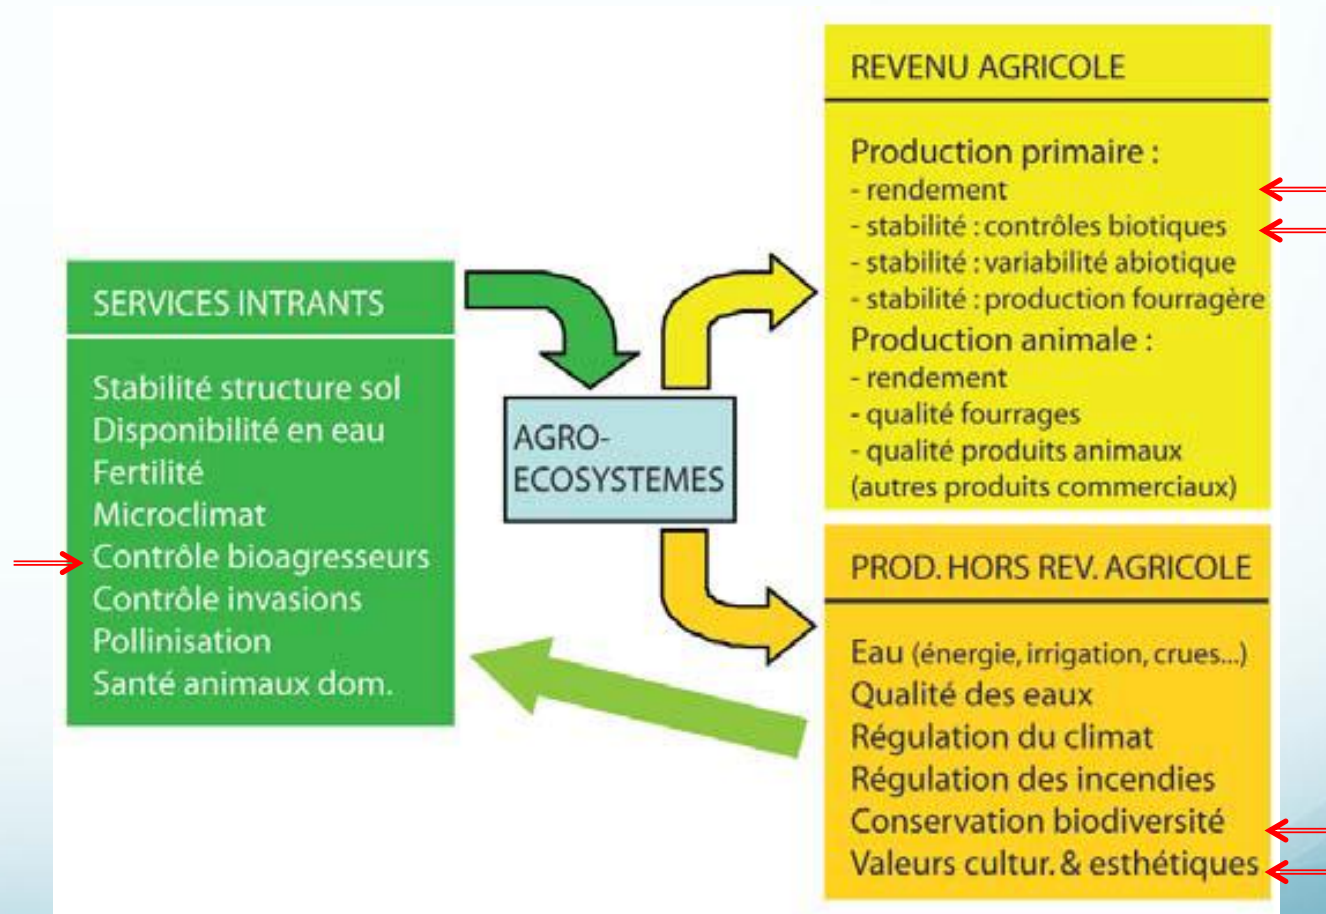 SERVICES INTRANTS
Stabilité structure sol
Disponibilité en eau
Fertilité
Microclimat
Contrôle bioagresseurs
Contrôle invasions
Pollinisation
Santé animaux dom.
AGRO-
ECOSYSTEMES
REVENU AGRICOLE
Production primaire :
- rendement
- stabilité : contrôles biotiques
- stabilité : variabilité abiotique
- stabilité : production fourragère
Production animale :
- rendement
- qualité fourrages
- qualité produits animaux
(autres produits commerciaux)
PROD. HORS REV. AGRICOLE
Eau (énergie, irrigation, crues...)
Qualité des eaux
Régulation du climat
Régulation des incendies
Conservation biodiversité
Valeurs cultur. & esthétiques